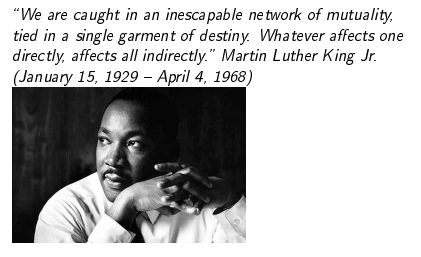 “We are caught in an inescapable network of mutuality,
tied in a single garment of destiny. Whatever affects one
directly, affects all indirectly.” Martin Luther King Jr.
(January 15, 1929 – April 4, 1968)